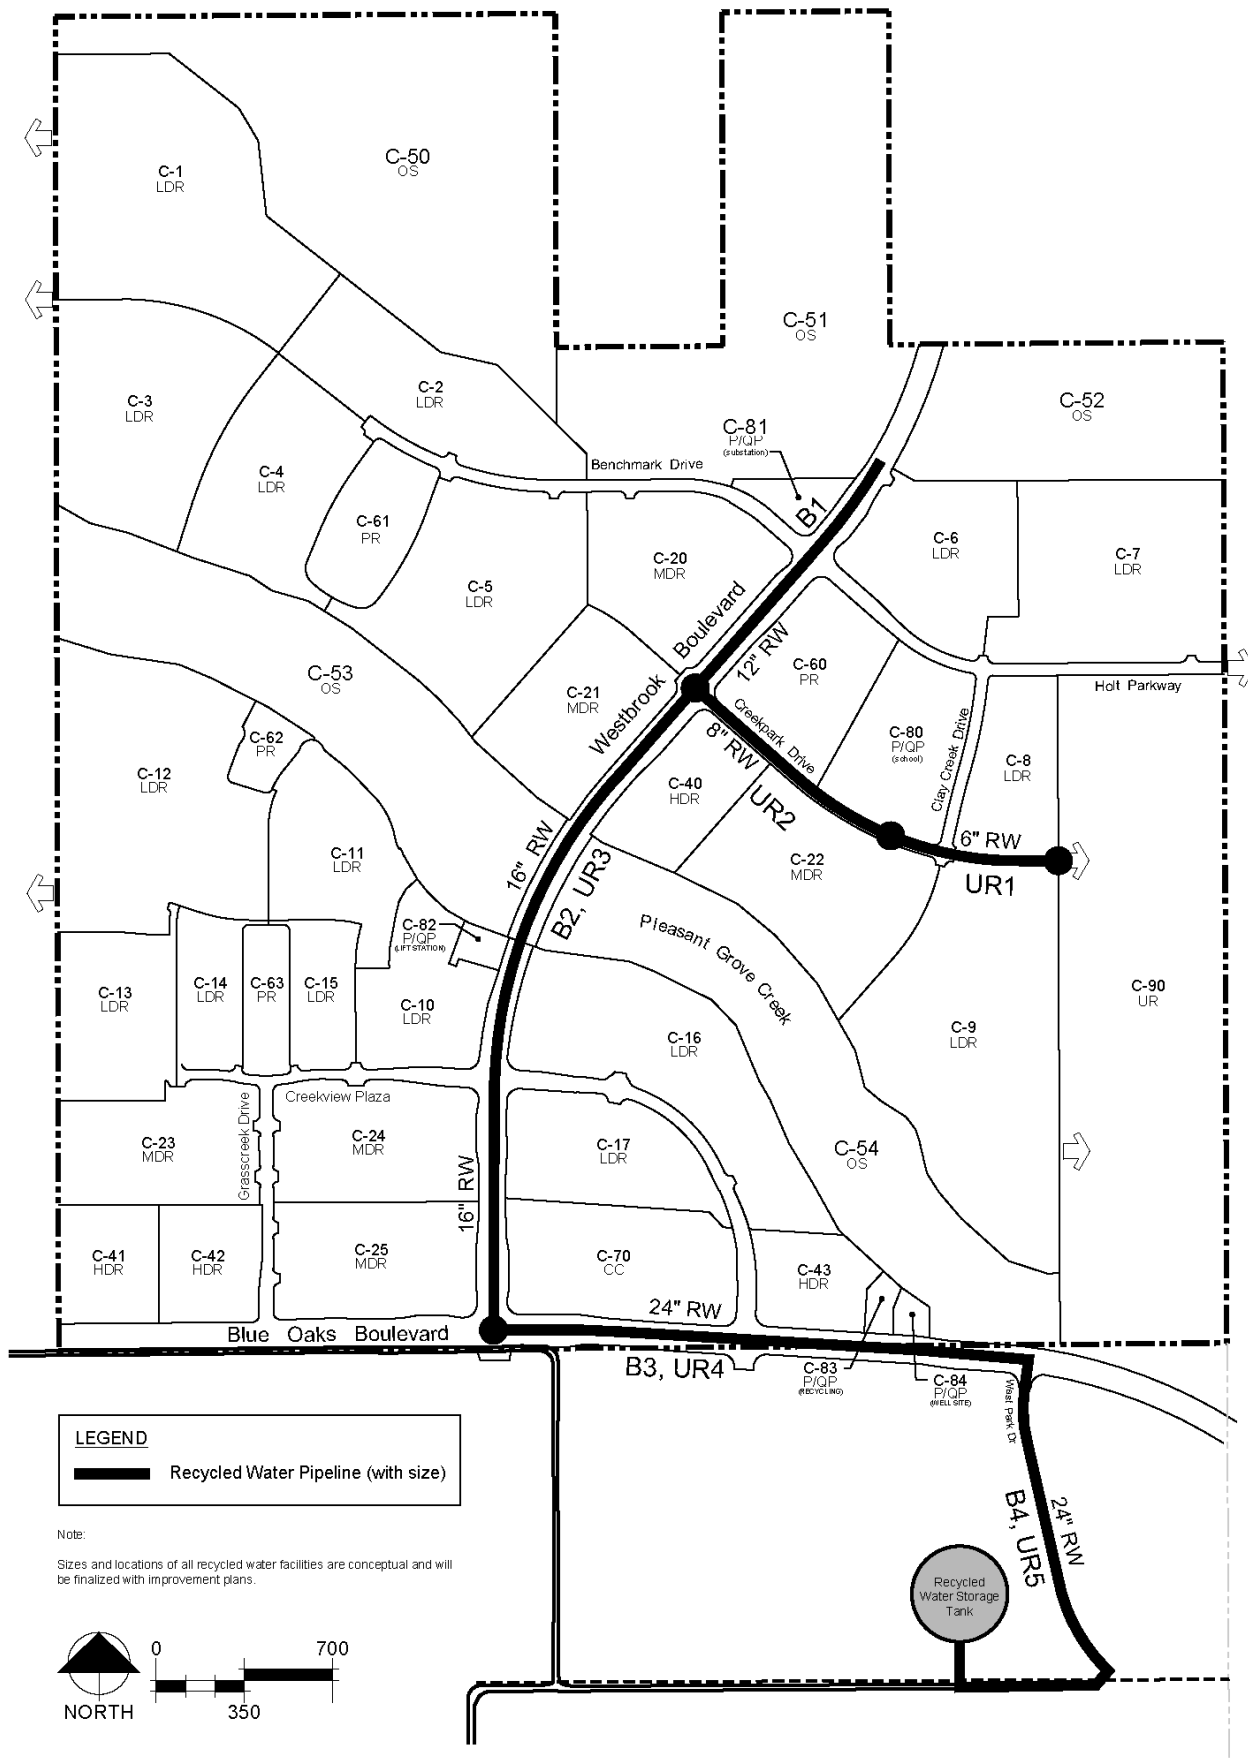 C-50
OS
C-1
LDR
C-51
OS
C-2
LDR
C-52
OS
C-3
LDR
C-81
P/QP
(substation)
Benchmark Drive
C-4
LDR
B1
C-61
PR
C-6
LDR
C-7
LDR
C-20
MDR
C-5
LDR
Westbrook Boulevard
12" RW
C-60
PR
C-53
OS
C-21
MDR
Holt Parkway
C-62
PR
Creekpark Drive
8" RW
C-80
P/QP
(school)
Clay Creek Drive
C-8
LDR
C-12
LDR
C-40
HDR
UR2
6" RW
UR1
C-11
LDR
16" RW
B2, UR3
C-22
MDR
C-82
P/QP
(LIFT STATION)
Pleasant Grove Creek
C-13
LDR
C-14
LDR
C-63
PR
C-15
LDR
C-10
LDR
C-90
UR
C-16
LDR
C-9
LDR
Creekview Plaza
Grasscreek Drive
C-23
MDR
C-24
MDR
C-17
LDR
C-54
OS
16" RW
C-41
HDR
C-42
HDR
C-25
MDR
C-70
CC
C-43
HDR
24" RW
Blue Oaks Boulevard
B3, UR4
C-83
P/QP
(RECYCLING)
C-84
P/QP
(WELL SITE)
West Park Dr
LEGEND
Recycled Water Pipeline (with size)
24" RW
B4, UR5
Note:
Sizes and locations of all recycled water facilities are conceptual and will
be finalized with improvement plans.
Recycled
Water Storage
Tank
0
700
350
NORTH